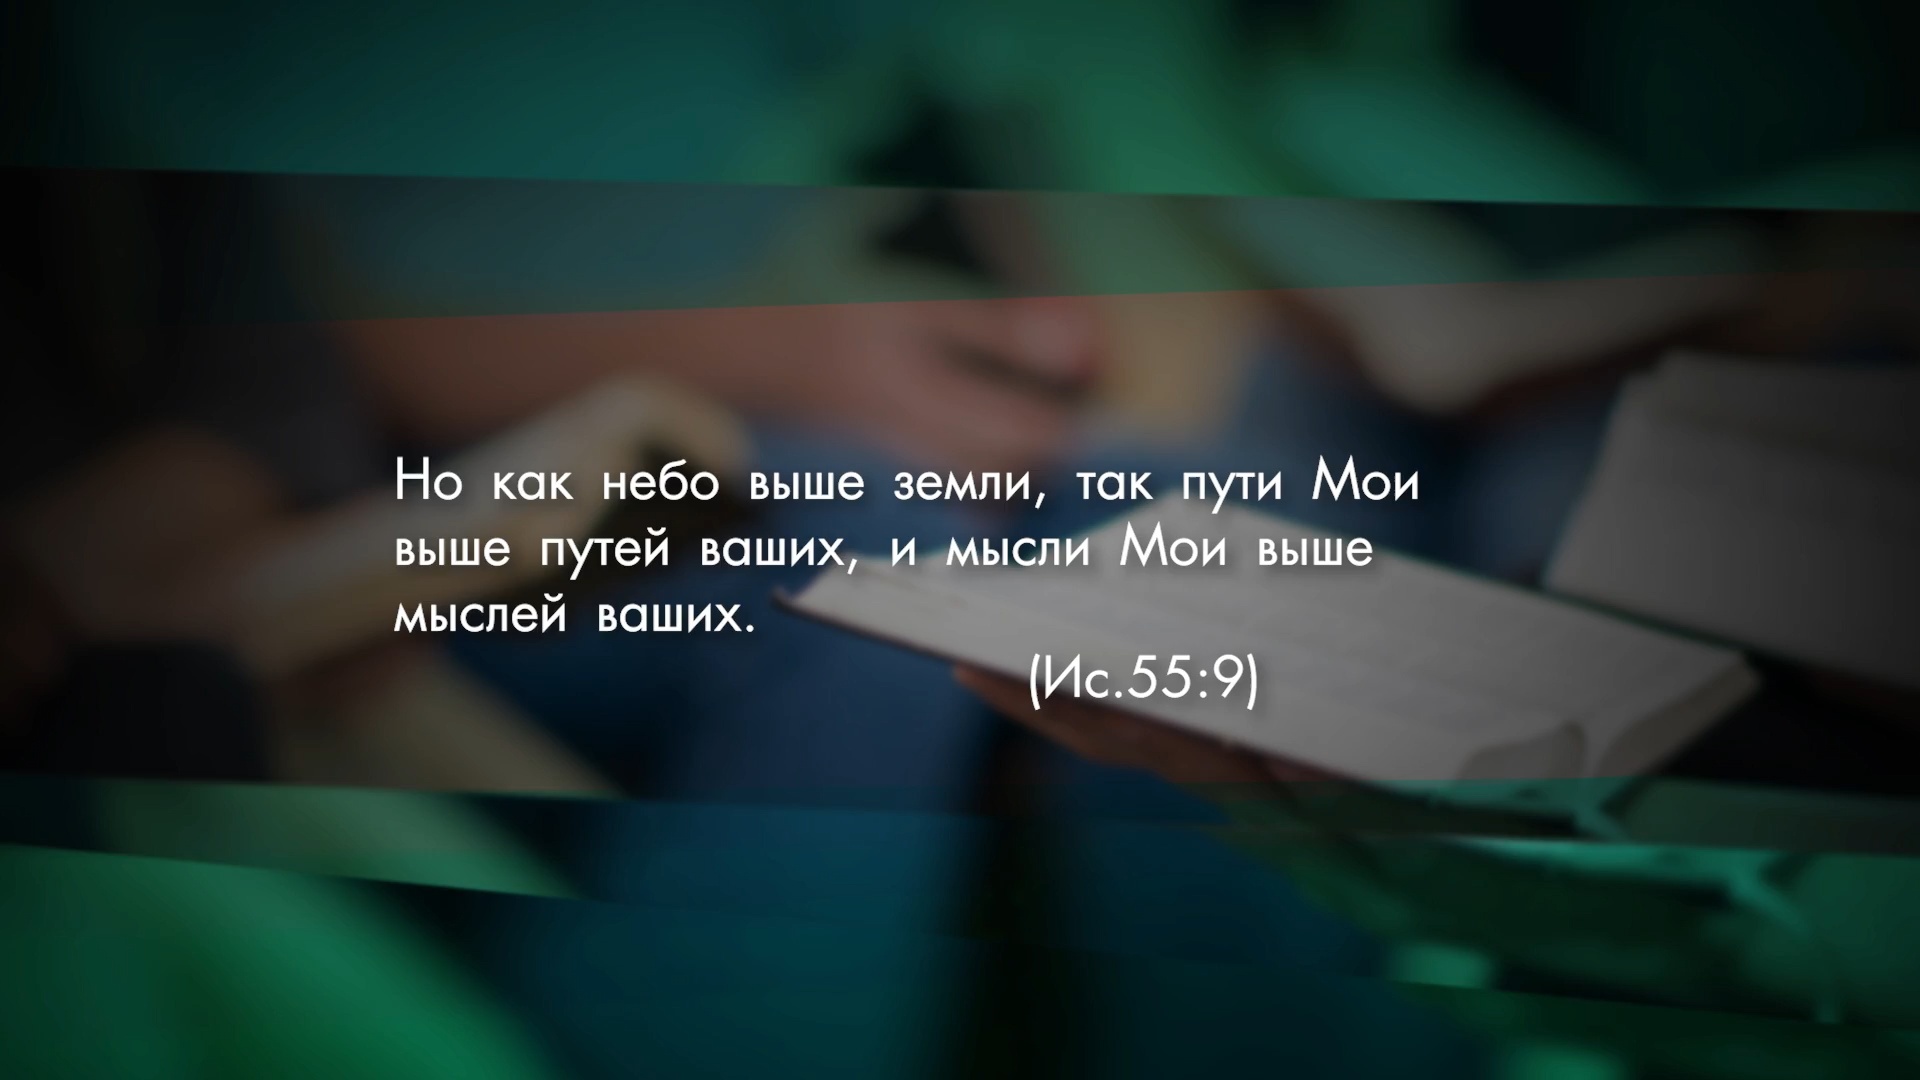 Но как небо выше земли, так пути Мои
выше путей ваших, и мысли Мои выше
мыслей ваших.
(Ис.55:9)